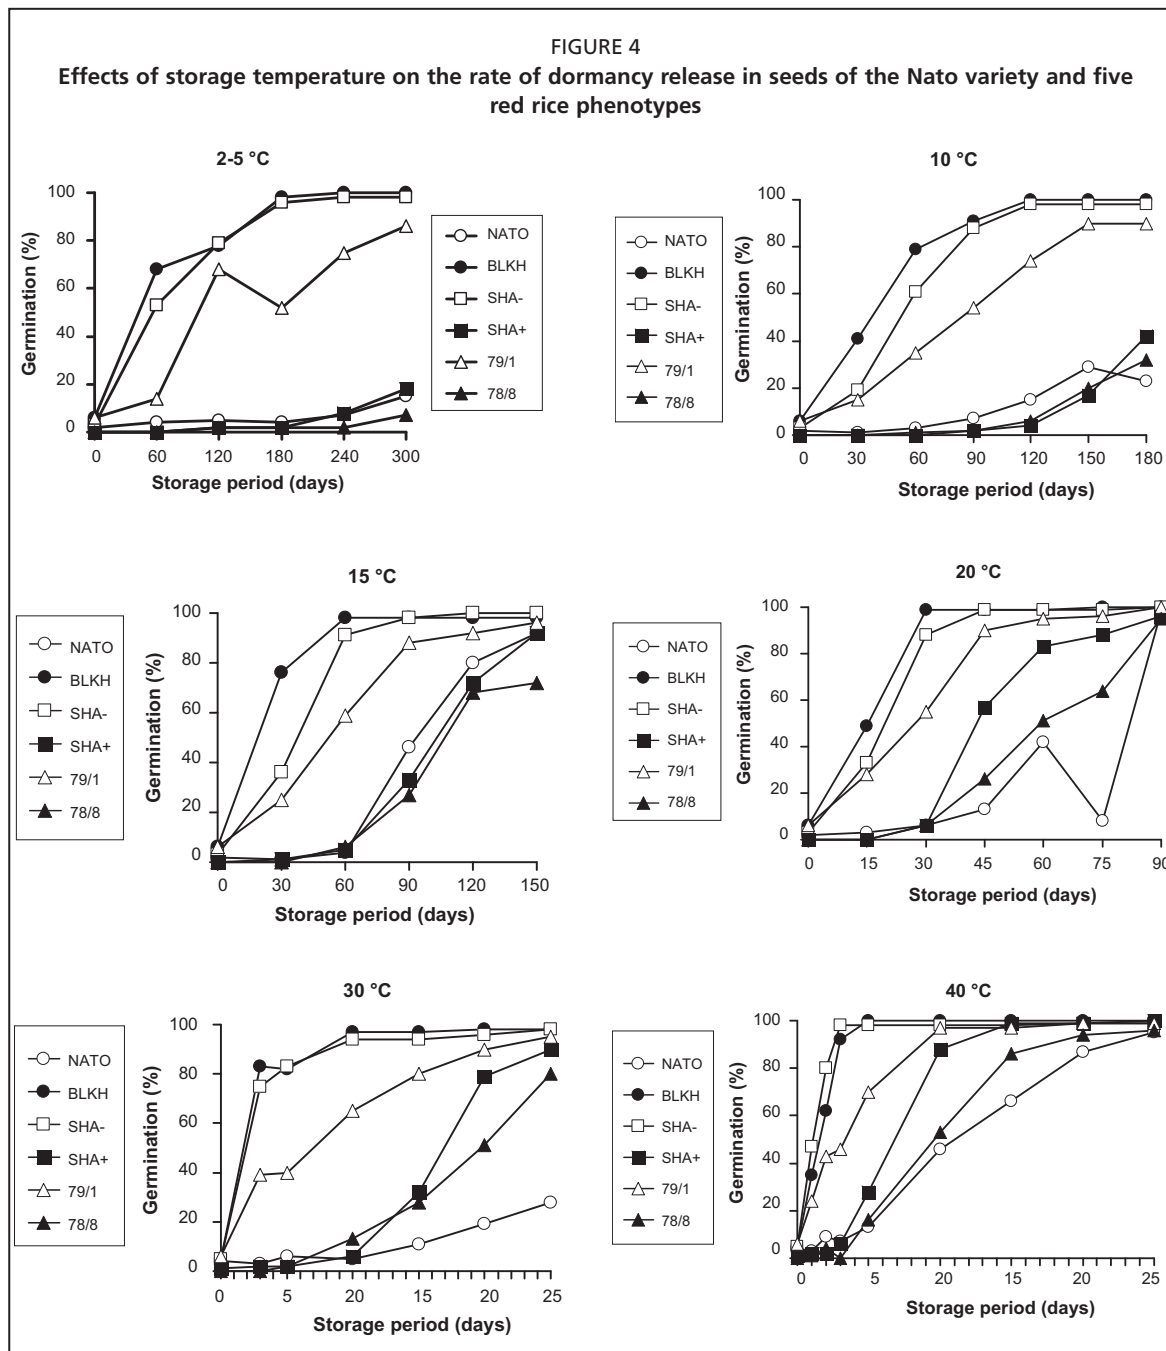 FIGURE 4
Effects of storage temperature on the rate of dormancy release in seeds of the Nato variety and five
red rice phenotypes
2-5 °C
Germination (%)
100
80
60
40
20
0
0 60 120 180 240 300
Storage period (days)
NATO
BLKH
SHA-
SHA+
79/1
78/8
10 °C
NATO
BLKH
SHA-
SHA+
79/1
78/8
Germination (%)
100
80
60
40
20
0
0 30 60 90 120 150 180
Storage period (days)
15 °C
NATO
BLKH
SHA-
SHA+
79/1
78/8
Germination (%)
100
80
60
40
20
0
0 30 60 90 120 150
Storage period (days)
20 °C
NATO
BLKH
SHA-
SHA+
79/1
78/8
Germination (%)
100
80
60
40
20
0
0 15 30 45 60 75 90
Storage period (days)
30 °C
NATO
BLKH
SHA-
SHA+
79/1
78/8
Germination (%)
100
80
60
40
20
0
0 5 20 15 20 25
Storage period (days)
40 °C
NATO
BLKH
SHA-
SHA+
79/1
78/8
Germination (%)
100
80
60
40
20
0
0 5 20 15 20 25
Storage period (days)